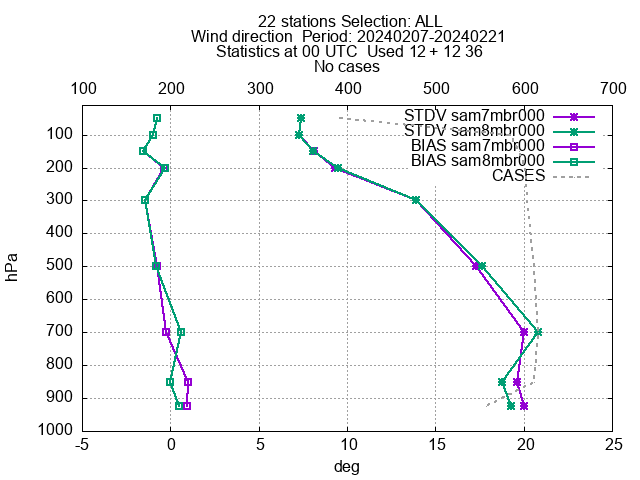 22 stations Selection: ALL
Wind direction  Period: 20240207-20240221
Statistics at 00 UTC  Used 12 + 12 36
No cases
100 200 300 400 500 600 700
STDV sam7mbr000
STDV sam8mbr000
BIAS sam7mbr000
BIAS sam8mbr000
CASES
100
200
300
400
500
600
700
800
900
1000
hPa
-5 0 5 10 15 20 25
deg